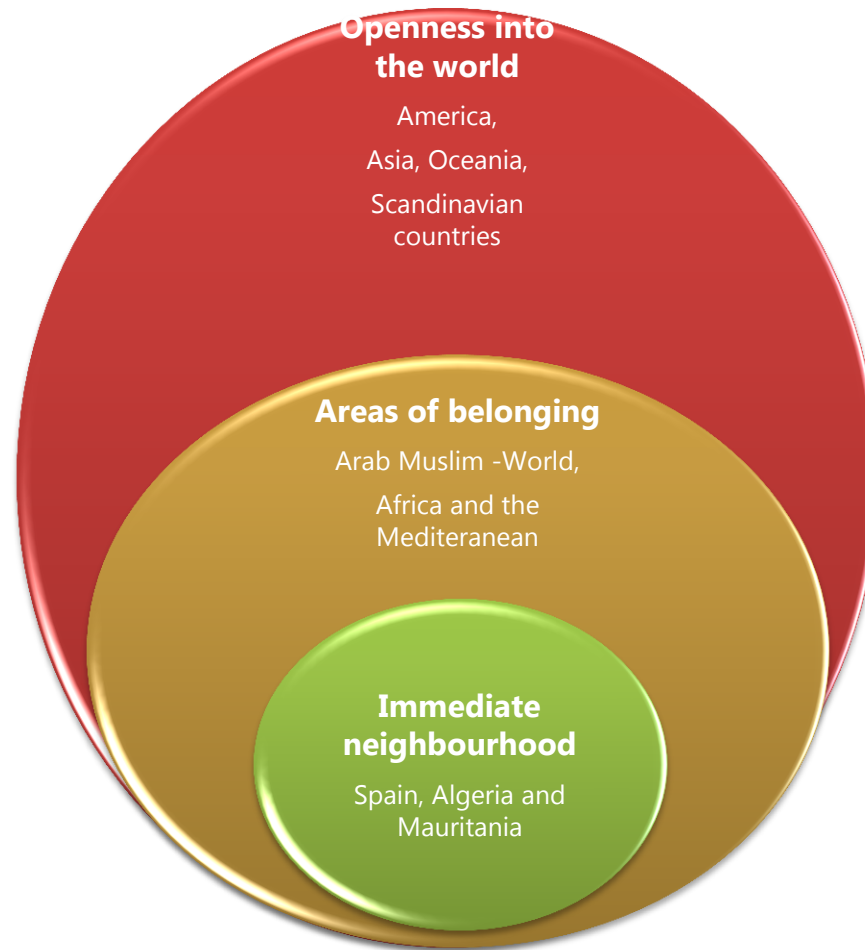 Openness into
the world
America,
Asia, Oceania,
Scandinavian
countries
Areas of belonging
Arab Muslim -World,
Africa and the
Mediteranean
Immediate
neighbourhood
Spain, Algeria and
Mauritania